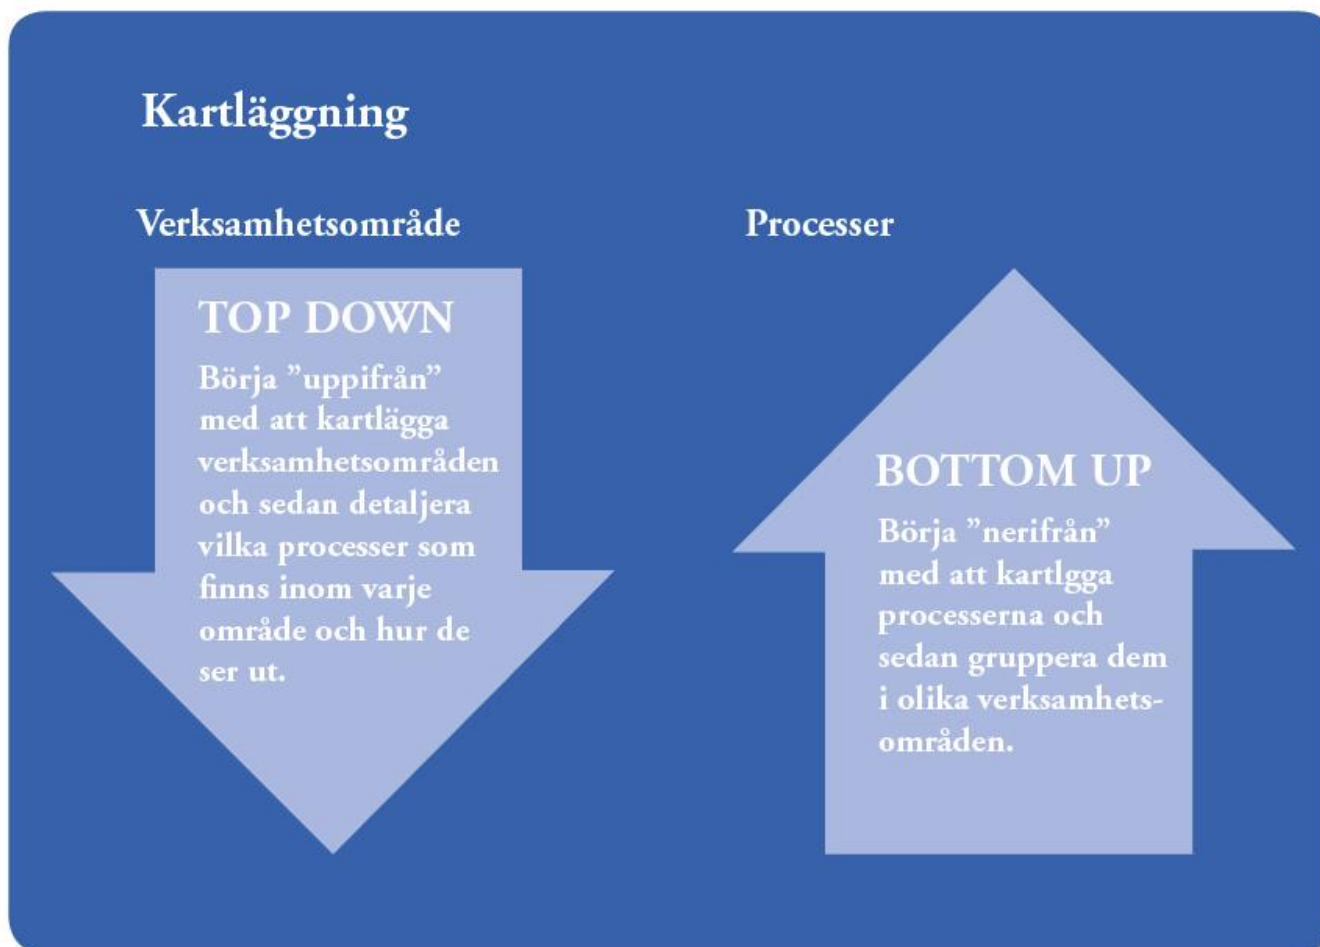 Kartläggning
Verksamhetsområde
TOP DOWN
Börja ”uppifrån”
med att kartlägga
verksamhetsområden
och sedan detaljera
vilka processer som
finns inom varje
område och hur de
ser ut.
Processer
BOTTOM UP
Börja ”nerifrån”
med att kartlgga
processerna och
sedan gruppera dem
i olika verksamhets-
områden.